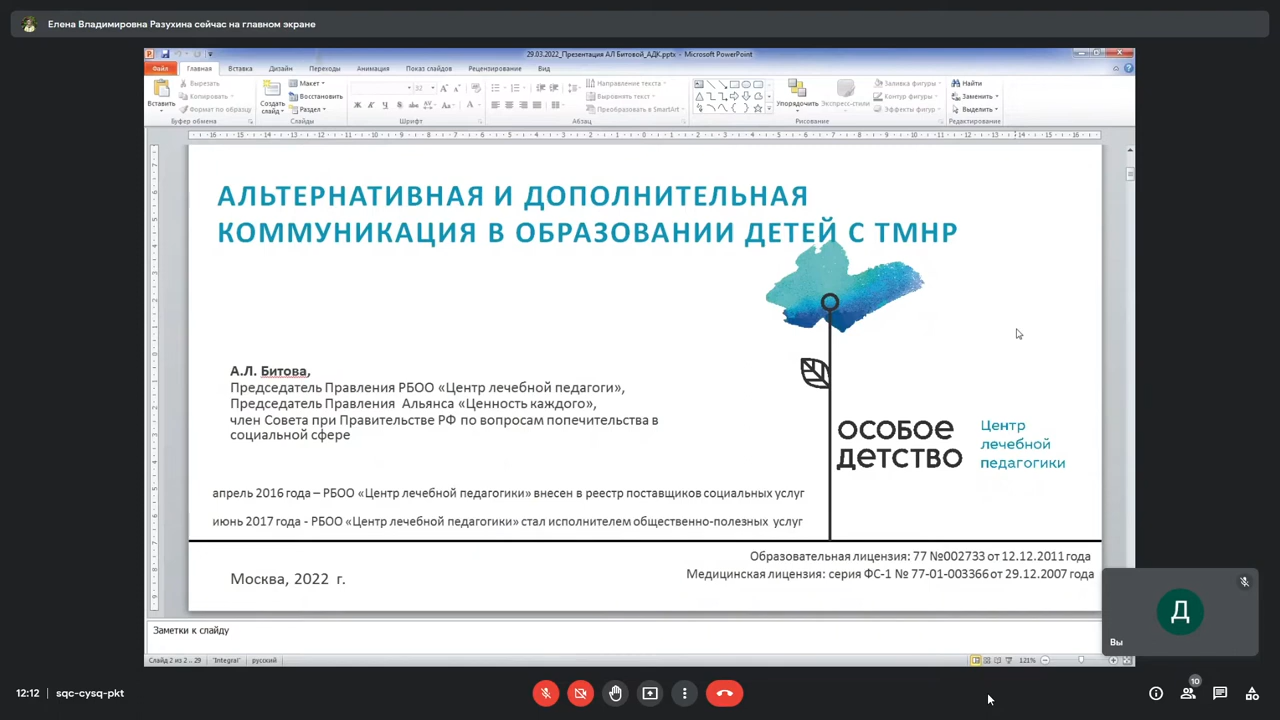 Елена Владимировна Разухина сейчас на главном экране
29.03.2022_Презентация АЛ Битовой_АДК.pptx - Microsoft PowerPoint
Файл Главная Вставка Дизайн Переходы Анимация Показ слайдов Рецензирование Вид
Вставить
Вырезать
Копировать
Формат по образцу
Буфер обмена
Создать слайд
Макет
Восстановить
Раздел
Слайды
Шрифт
Направление текста
Выровнять текст
Преобразовать в SmartArt
Абзац
Упорядочить
Экспресс-стили
Заливка фигуры
Контур фигуры
Эффекты фигур
Рисование
Найти
Заменить
Выделить
Редактирование
АЛЬТЕРНАТИВНАЯ И ДОПОЛНИТЕЛЬНАЯ
КОММУНИКАЦИЯ В ОБРАЗОВАНИИ ДЕТЕЙ С ТМНР
А.Л. Битова,
Председатель Правления РБОО «Центр лечебной педагоги»,
Председатель Правления Альянса «Ценность каждого»,
член Совета при Правительстве РФ по вопросам попечительства в
социальной сфере
особое
детство
Центр
лечебной
педагогики
апрель 2016 года – РБОО «Центр лечебной педагогики» внесен в реестр поставщиков социальных услуг
июнь 2017 года - РБОО «Центр лечебной педагогики» стал исполнителем общественно-полезных услуг
Образовательная лицензия: 77 №002733 от 12.12.2011 года
Медицинская лицензия: серия ФС-1 № 77-01-003366 от 29.12.2007 года
Москва, 2022 г.
Д
Вы
Заметки к слайду
Слайд 2 из 2 .. 29 "Integral" русский
121%
12:12 | sqc-cysq-pkt
10